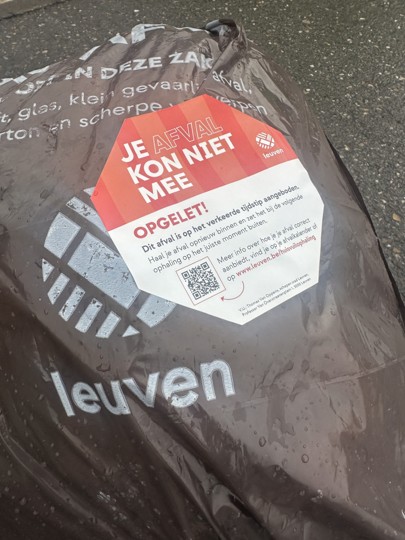 IN DEZE ZAK
glas, klein gevaarlijk afval,
karton en scherpe voorwerpen.
JE AFVAL
KON NIET
MEE
leuven
OPGELET!
Dit afval is op het verkeerde tijdstip aangeboden.
Haal je afval opnieuw binnen en zet het bij de volgende
ophaling op het juiste moment buiten.
Meer info over hoe je afval correct
aanbiedt, vind je op je afvalkalender of
op www.leuven.be/huisvuilophaling
leuven